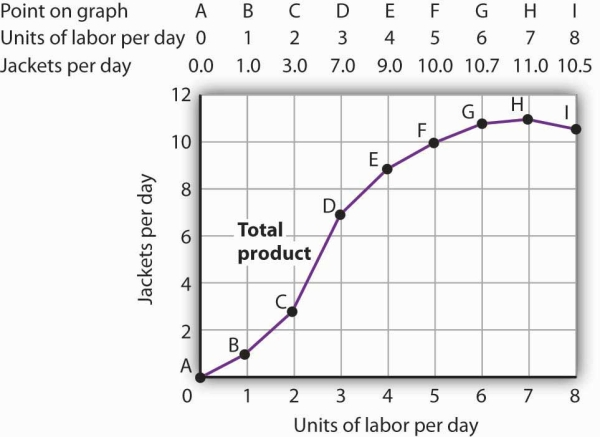 Point on graph A B C D E F G H I
Units of labor per day 0 1 2 3 4 5 6 7 8
Jackets per day 0.0 1.0 3.0 7.0 9.0 10.0 10.7 11.0 10.5
12
10
8
6
4
2
0
Jackets per day
Total
product
A
B
C
D
E
F
G
H
I
1 2 3 4 5 6 7 8
Units of labor per day